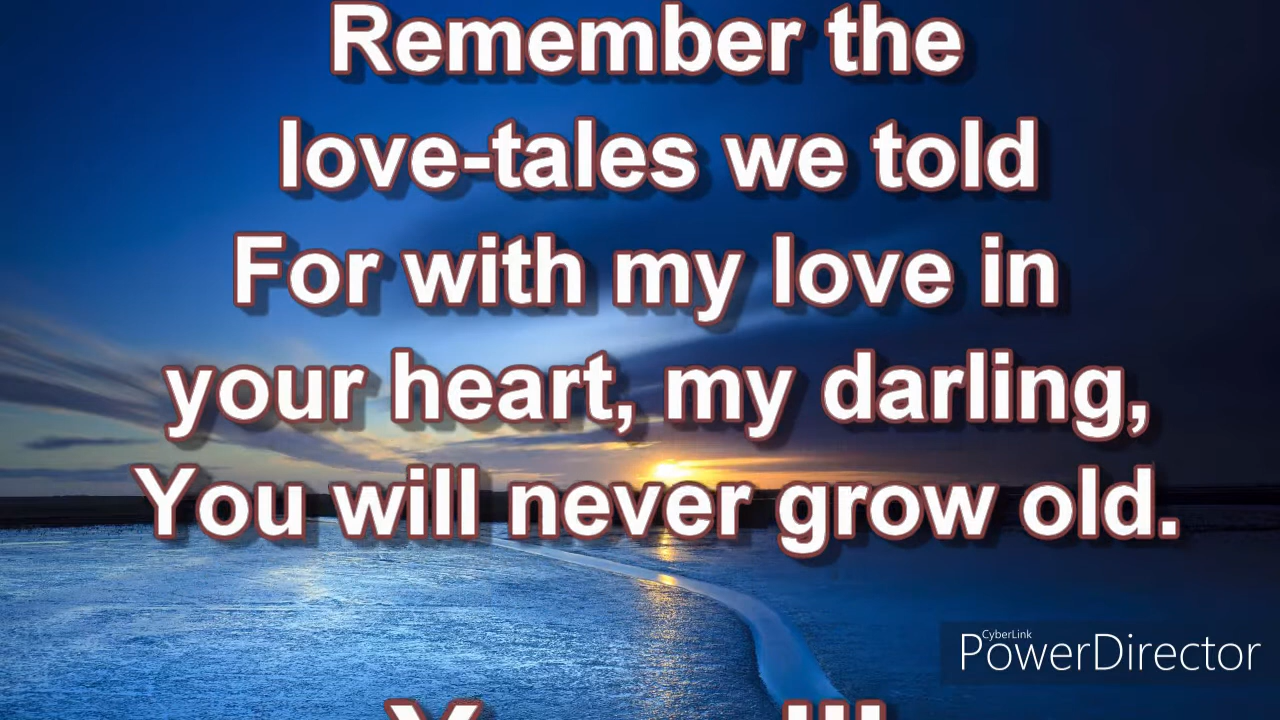 Remember the
love-tales we told
For with my love in
your heart, my darling,
You will never grow old.
CyberLink
PowerDirector